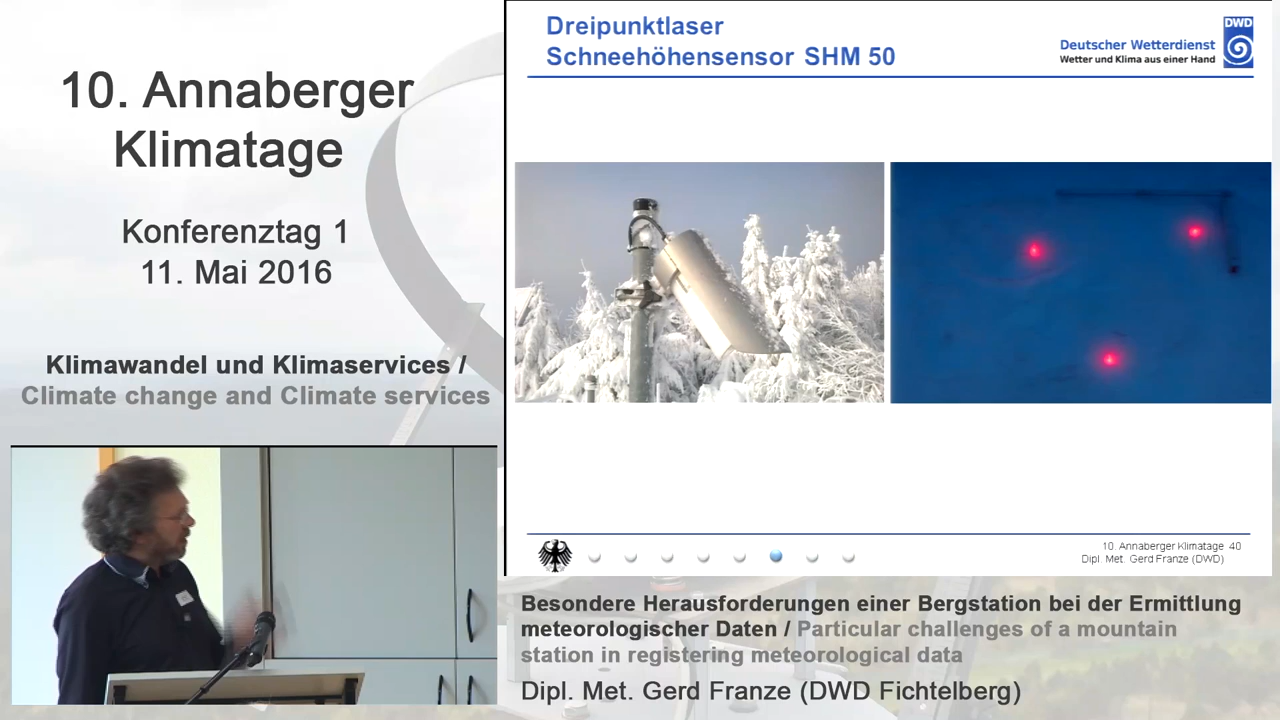 10. Annaberger
Klimatage
Konferenztag 1
11. Mai 2016
Klimawandel und Klimaservices /
Climate change and Climate services
Dreipunktlaser
Schneehöhensensor SHM 50
DWD
Deutscher Wetterdienst
Wetter und Klima aus einer Hand
10. Annaberger Klimatage 40
Dipl. Met. Gerd Franze (DWD)
Besondere Herausforderungen einer Bergstation bei der Ermittlung
meteorologischer Daten / Particular challenges of a mountain
station in registering meteorological data
Dipl. Met. Gerd Franze (DWD Fichtelberg)